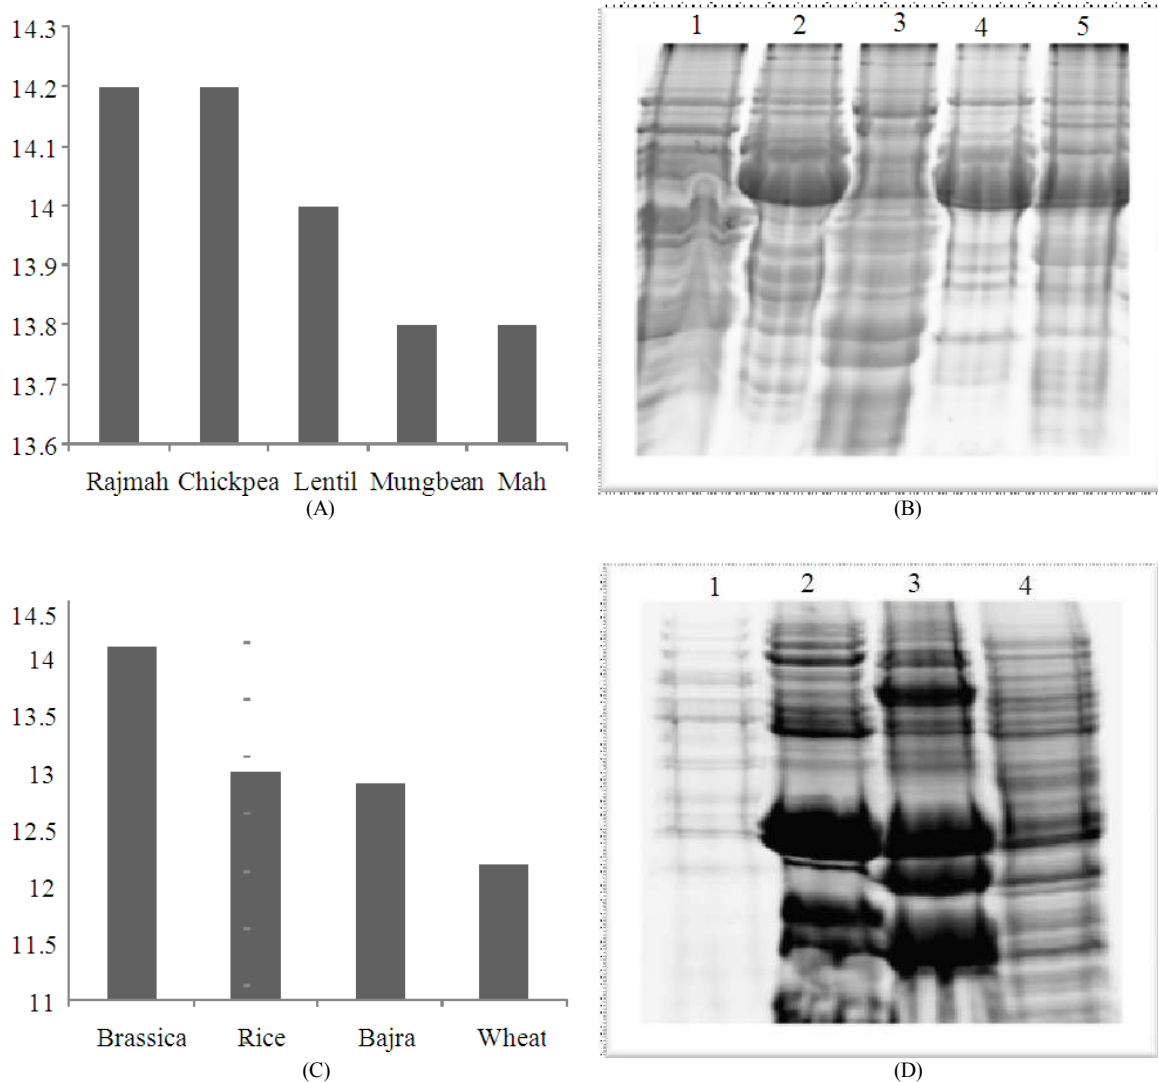 14.3
14.2
14.1
14
13.9
13.8
13.7
13.6
Rajmah Chickpea Lentil Mungbean Mah
(A)
1 2 3 4 5
(B)
14.5
14
13.5
13
12.5
12
11.5
11
Brassica Rice Bajra Wheat
(C)
1 2 3 4
(D)